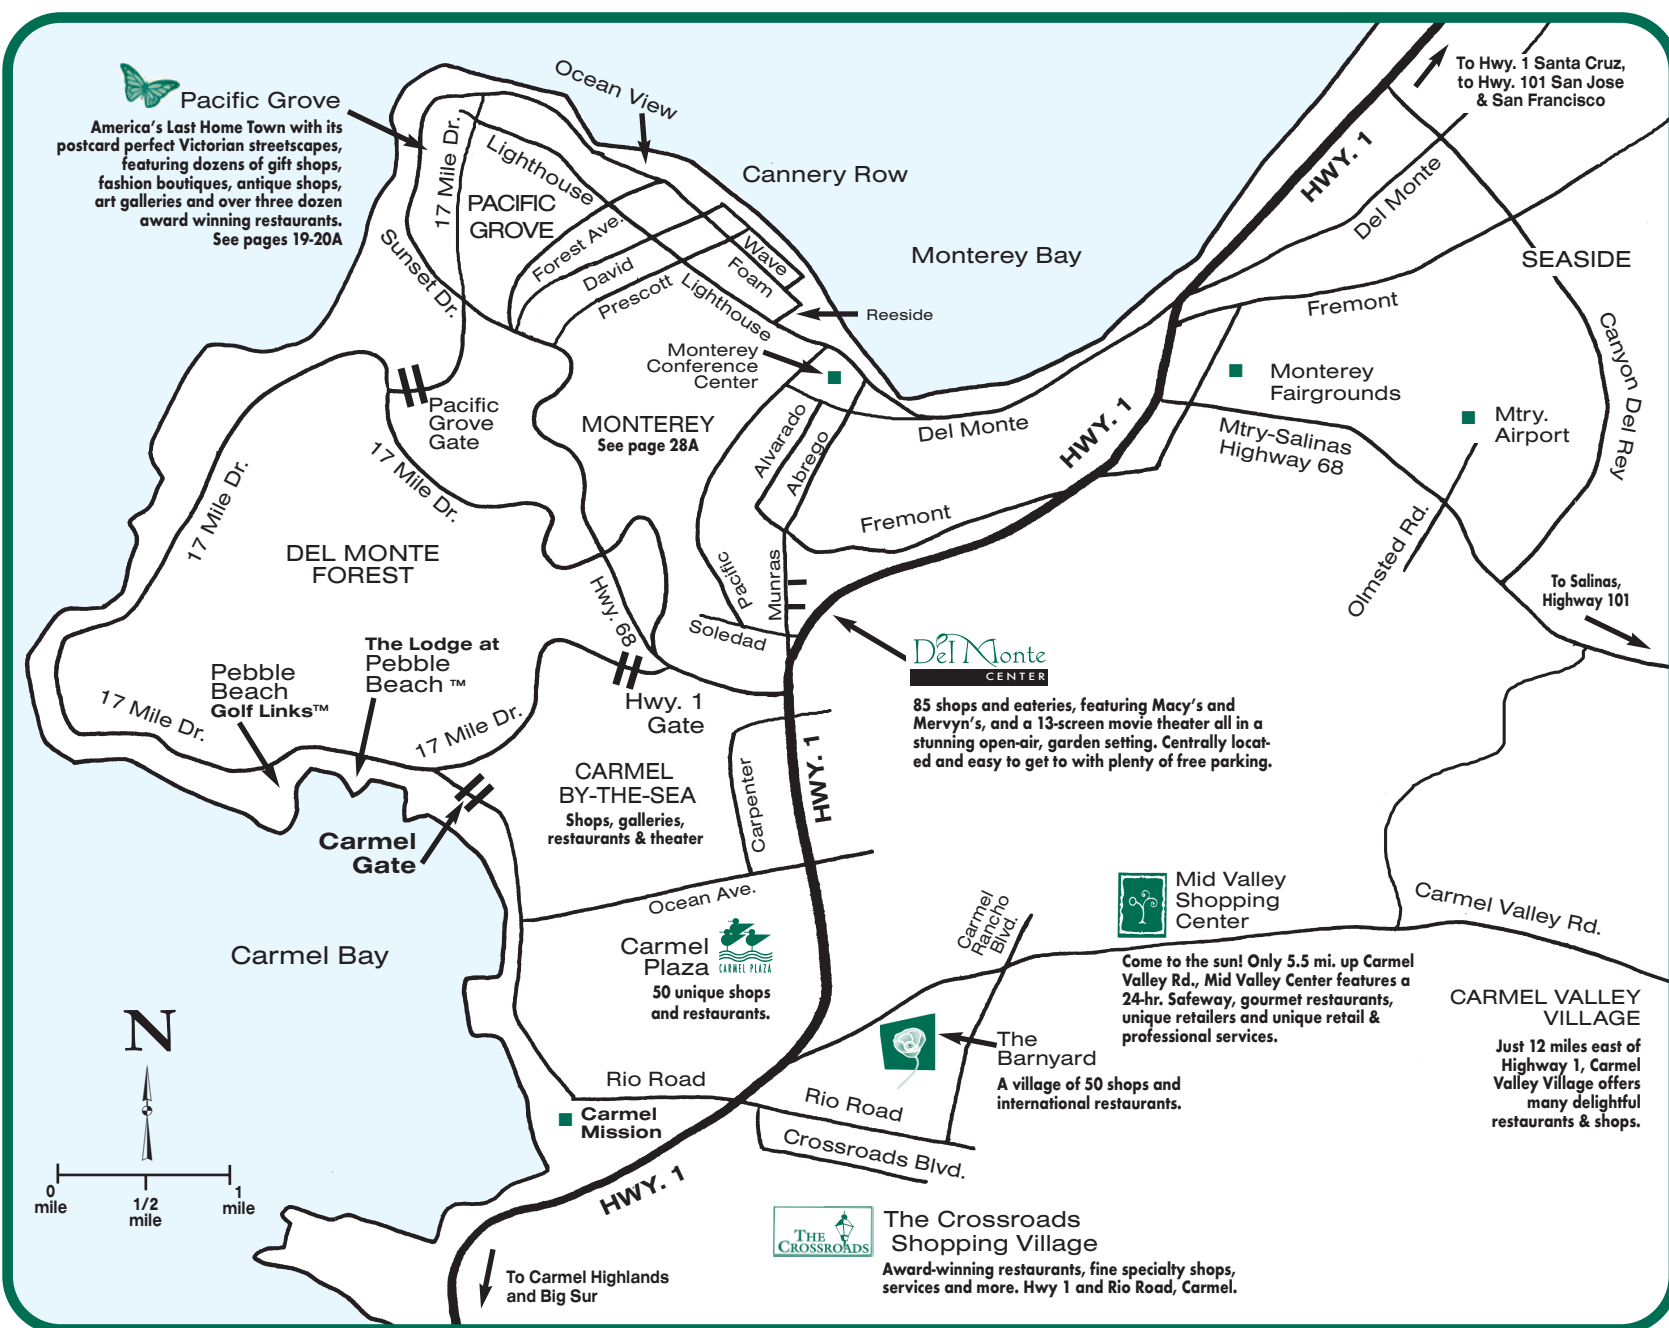 Pacific Grove
America's Last Home Town with its
postcard perfect Victorian streetscapes,
featuring dozens of gift shops,
fashion boutiques, antique shops,
art galleries and over three dozen
award winning restaurants.
See pages 19-20A
Ocean View
Cannery Row
Monterey Bay
To Hwy. 1 Santa Cruz,
to Hwy. 101 San Jose
& San Francisco
HWY. 1
Del Monte
SEASIDE
Fremont
Canyon Del Rey
17 Mile Dr.
Lighthouse
PACIFIC
GROVE
Sunset Dr.
Forest Ave.
David
Prescott
Wave
Foam
Lighthouse
Reeside
Monterey
Conference
Center
Monterey
Fairgrounds
Mtry.
Airport
Pacific
Grove
Gate
MONTEREY
See page 28A
Alvarado
Abrego
Del Monte
HWY. 1
Mtry-Salinas
Highway 68
Fremont
Olmsted Rd.
To Salinas,
Highway 101
17 Mile Dr.
17 Mile Dr.
DEL MONTE
FOREST
Hwy. 68
Pacific
Munras
Soledad
Del Monte
CENTER
85 shops and eateries, featuring Macy's and
Mervyn's, and a 13-screen movie theater all in a
stunning open-air, garden setting. Centrally locat-
ed and easy to get to with plenty of free parking.
The Lodge at
Pebble
Beach ™
Pebble
Beach
Golf Links™
17 Mile Dr.
17 Mile Dr.
Hwy. 1
Gate
CARMEL
BY-THE-SEA
Shops, galleries,
restaurants & theater
Carpenter
HWY. 1
Carmel
Gate
Ocean Ave.
Carmel
Plaza
CARMEL PLAZA
50 unique shops
and restaurants.
Carmel Bay
Carmel
Rancho
Blvd.
Mid Valley
Shopping
Center
Come to the sun! Only 5.5 mi. up Carmel
Valley Rd., Mid Valley Center features a
24-hr. Safeway, gourmet restaurants,
unique retailers and unique retail &
professional services.
Carmel Valley Rd.
CARMEL VALLEY
VILLAGE
Just 12 miles east of
Highway 1, Carmel
Valley Village offers
many delightful
restaurants & shops.
The
Barnyard
A village of 50 shops and
international restaurants.
N
Rio Road
Rio Road
Carmel
Mission
Crossroads Blvd.
HWY. 1
0
mile
1/2
mile
1
mile
THE
CROSSROADS
The Crossroads
Shopping Village
Award-winning restaurants, fine specialty shops,
services and more. Hwy 1 and Rio Road, Carmel.
To Carmel Highlands
and Big Sur